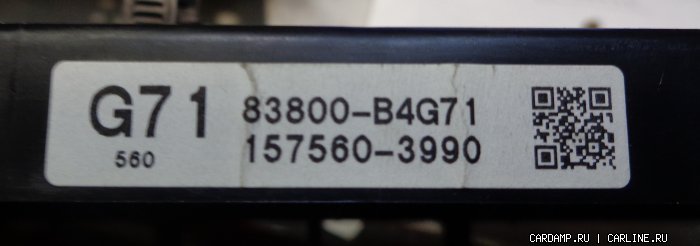 G71
560
83800-B4G71
157560-3990
CARDAMP.RU | CARLINE.RU